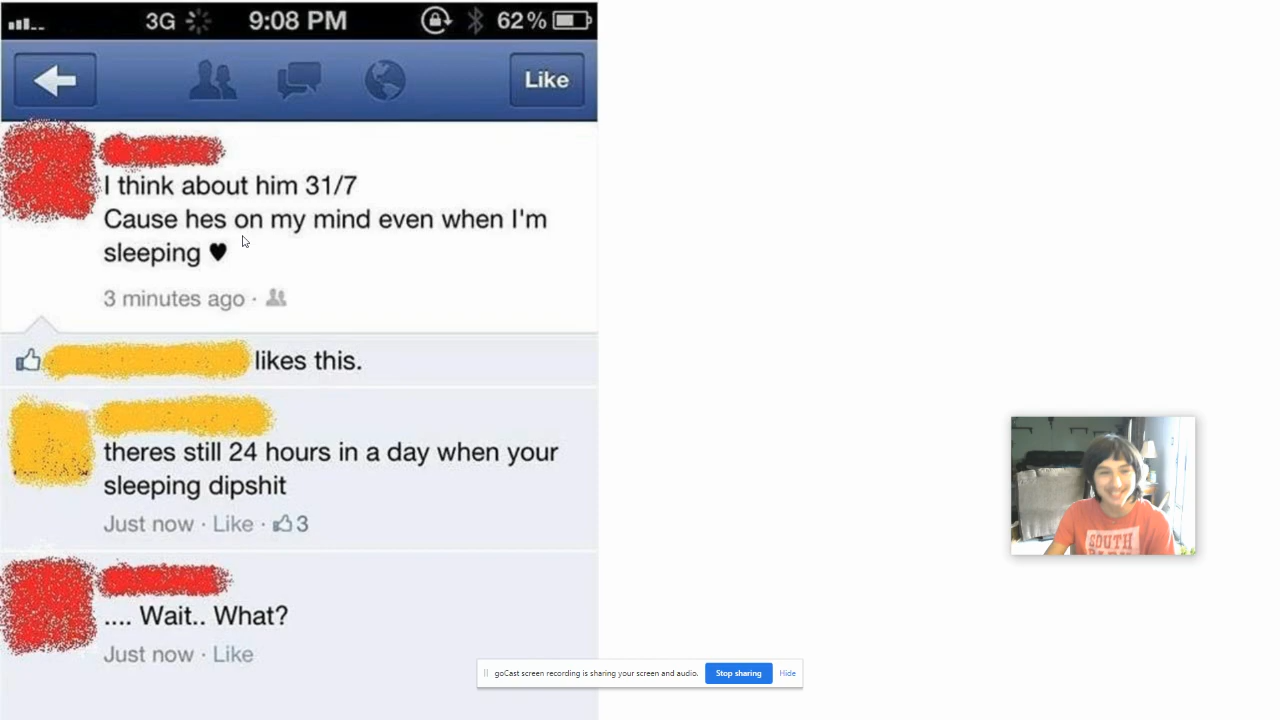 3G 9:08 PM 62%
Like
I think about him 31/7
Cause hes on my mind even when I'm
sleeping ♥
3 minutes ago ·
likes this.
theres still 24 hours in a day when your
sleeping dipshit
Just now · Like · 3
.... Wait.. What?
Just now · Like
SOUTH
goCast screen recording is sharing your screen and audio. Stop sharing Hide